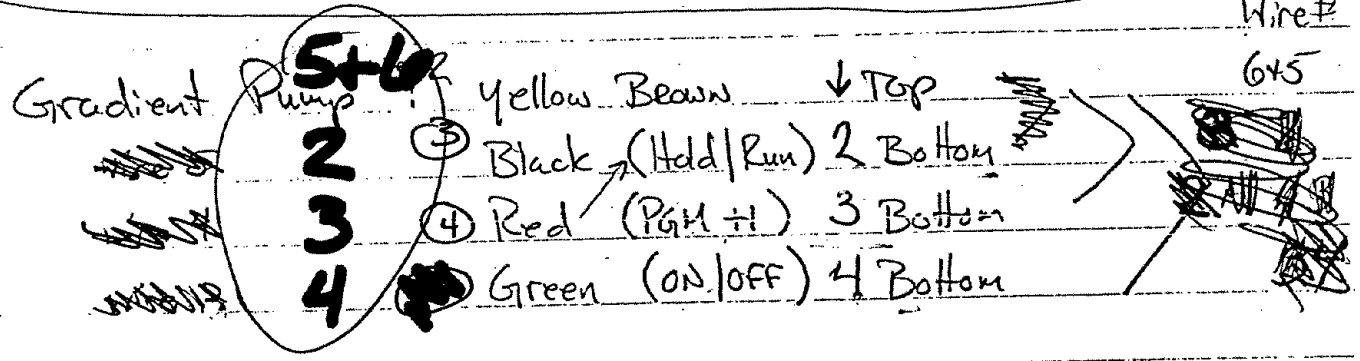 Wire #
5+6
Gradient Pump : Yellow Brown ↓ Top 6+5
2 3 Black (Hold/Run) 2 Bottom
3 4 Red (PGM ÷1) 3 Bottom
4 Green (ON/OFF) 4 Bottom